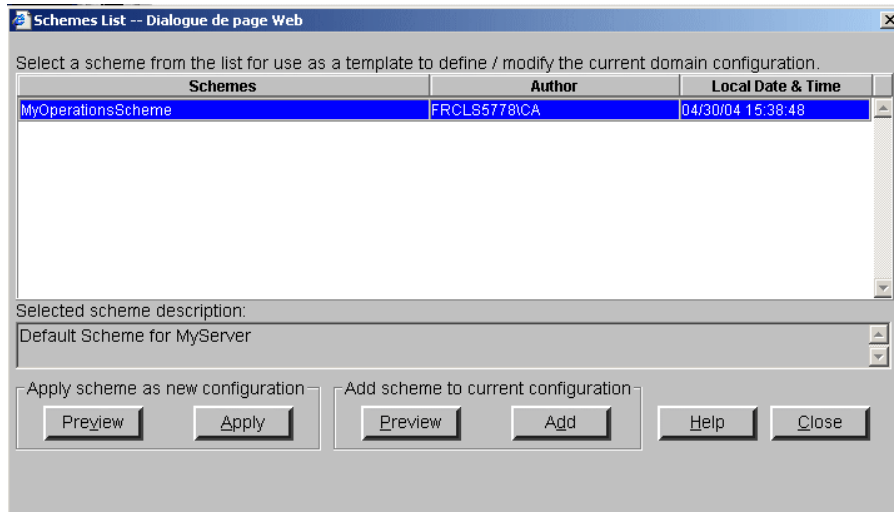 Schemes List -- Dialogue de page Web
Select a scheme from the list for use as a template to define / modify the current domain configuration.
Schemes Author Local Date & Time
MyOperationsScheme FRCLS5778\CA 04/30/04 15:38:48
Selected scheme description:
Default Scheme for MyServer
Apply scheme as new configuration Add scheme to current configuration
Preview Apply Preview Add Help Close